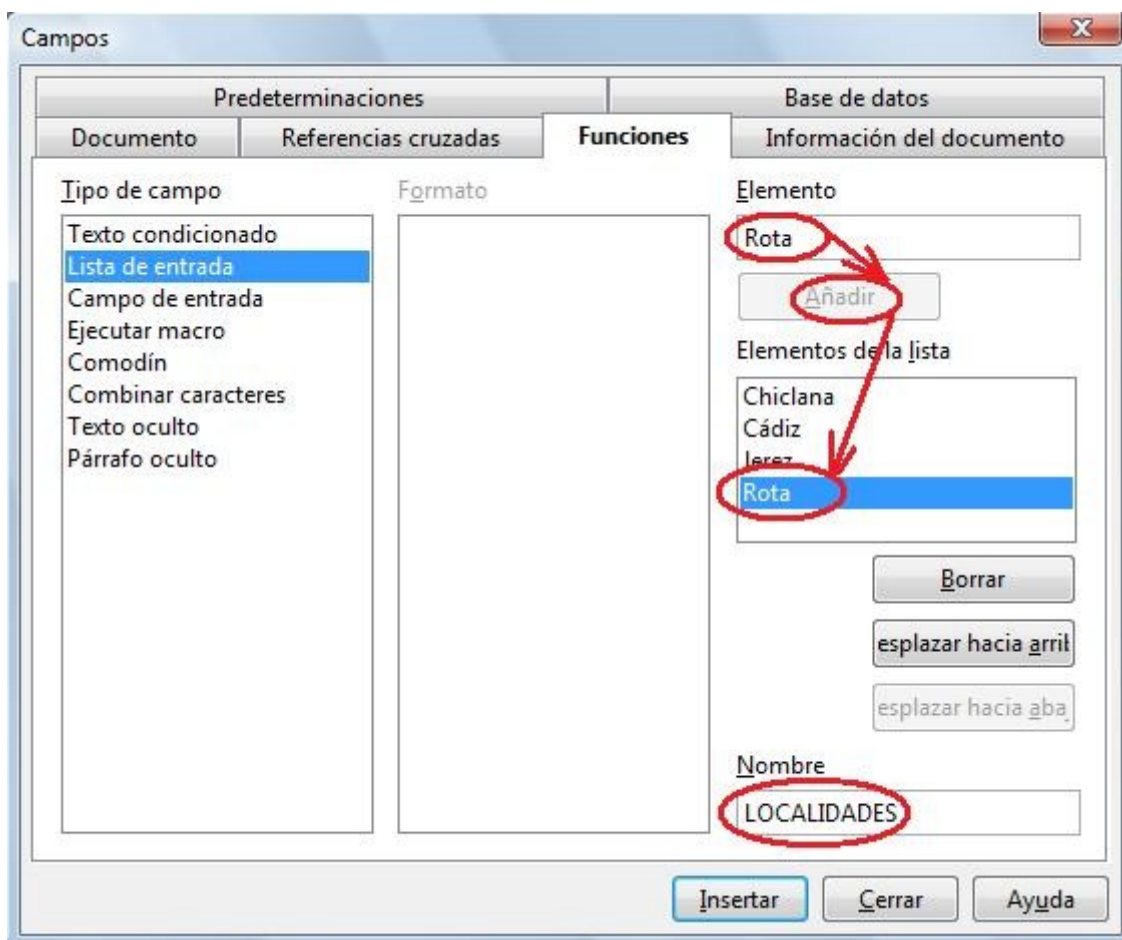 Campos
Predeterminaciones
Base de datos
Documento
Referencias cruzadas
Funciones
Información del documento
Tipo de campo
Texto condicionado
Lista de entrada
Campo de entrada
Ejecutar macro
Comodín
Combinar caracteres
Texto oculto
Párrafo oculto
Formato
Elemento
Rota
Añadir
Elementos de la lista
Chiclana
Cádiz
Jerez
Rota
Borrar
esplazar hacia arri
esplazar hacia aba
Nombre
LOCALIDADES
Insertar
Cerrar
Ayuda